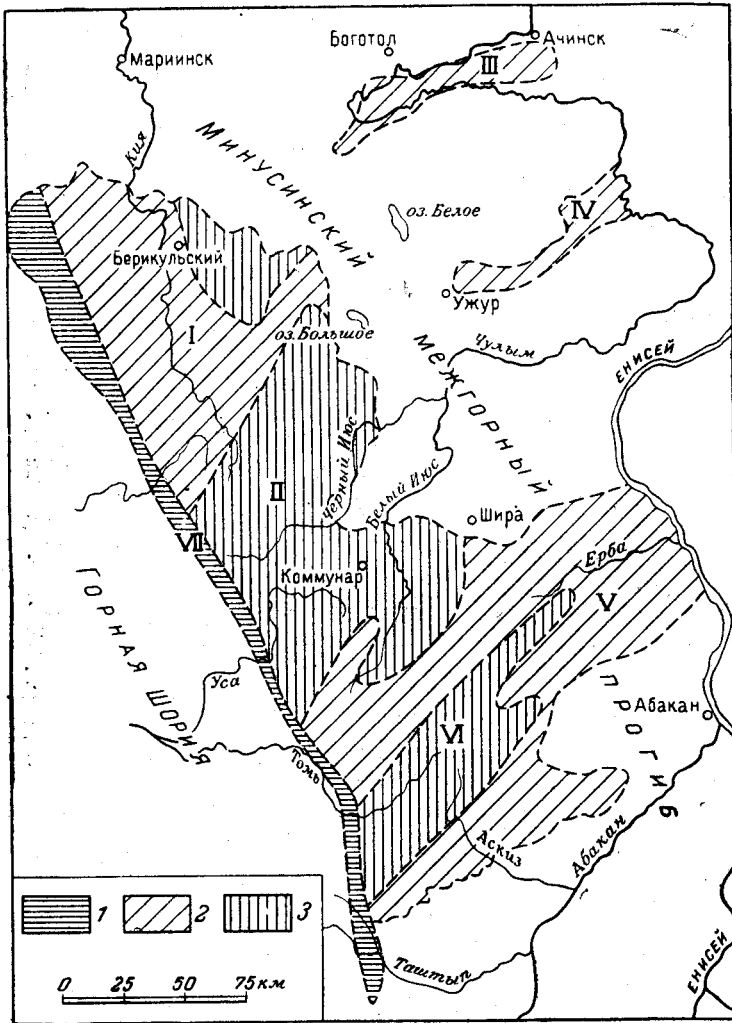 Боготол
Ачинск
Мариинск
III
Кия
МИНУСИНСКИЙ
IV
оз. Белое
Берикульский
Ужур
I
оз. Большое
Чулым
ЕНИСЕЙ
МЕЖГОРНЫЙ
Чёрный Июс
Белый Июс
II
Шира
VII
Ерба
Коммунар
V
ГОРНАЯ ШОРИЯ
Уса
ПРОГИБ
Абакан
VI
Томь
Аскиз
Абакан
1 2 3
Таштып
ЕНИСЕЙ
0 25 50 75 км